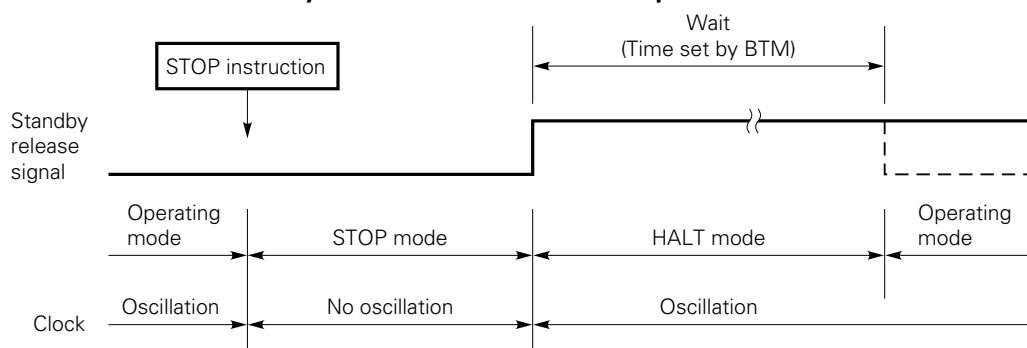 Wait
(Time set by BTM)
STOP instruction
Standby
release
signal
Operating
mode
STOP mode
HALT mode
Operating
mode
Clock
Oscillation
No oscillation
Oscillation